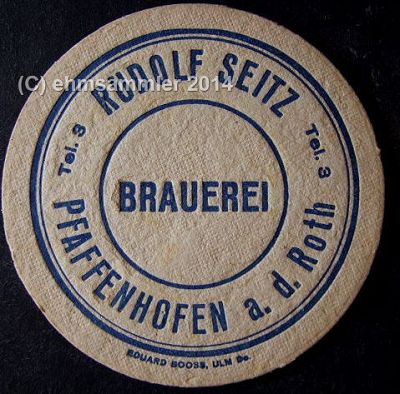 (C) ehmsammler 2014
RUDOLF SEITZ
Tel. 3
Tel. 3
BRAUEREI
PFAFFENHOFEN a. d. Roth
EDUARD BOOSS, ULM Do.